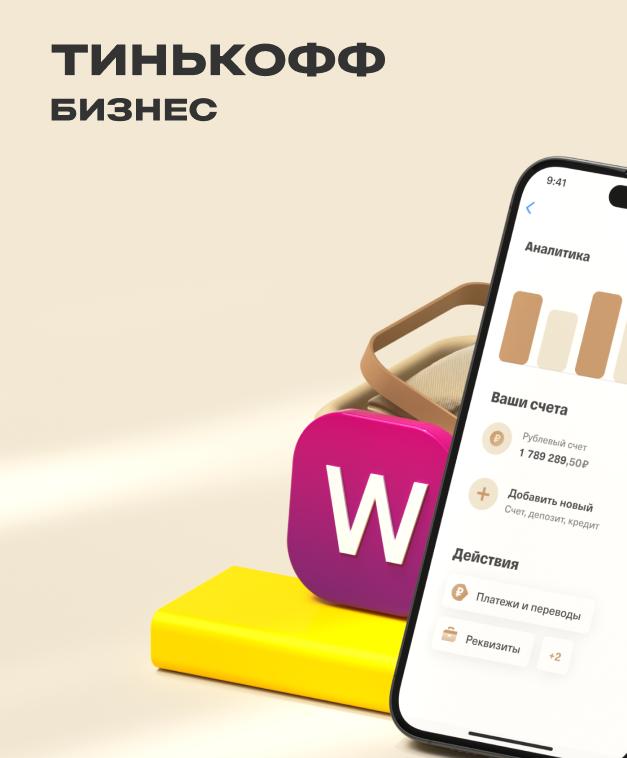 ТИНЬКОФФ
БИЗНЕС
9:41
Аналитика
Ваши счета
Рублевый счет
1 789 289,50₽
Добавить новый
Счет, депозит, кредит
Действия
Платежи и переводы
Реквизиты
+2
W